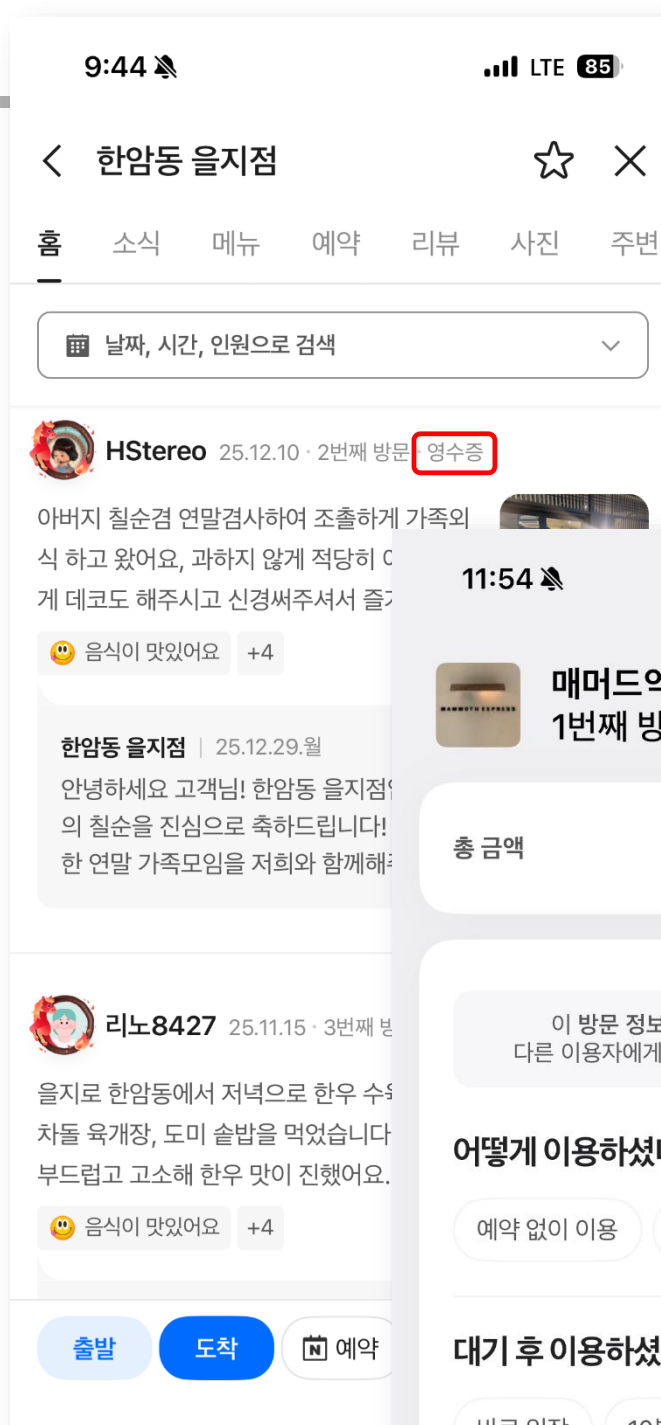 9:44
LTE 85
한암동 을지점
홈 소식 메뉴 예약 리뷰 사진 주변
날짜, 시간, 인원으로 검색
HStereo 25.12.10 · 2번째 방문 · 영수증
아버지 칠순겸 연말겸사하여 조촐하게 가족외
식 하고 왔어요, 과하지 않게 적당히
게 데코도 해주시고 신경써주셔서
음식이 맛있어요 +4
한암동 을지점 | 25.12.29.월
안녕하세요 고객님! 한암동 을지점
의 칠순을 진심으로 축하드립니다!
한 연말 가족모임을 저희와 함께해
리노8427 25.11.15 · 3번째
을지로 한암동에서 저녁으로 한우
차돌 육개장, 도미 솥밥을 먹었습니다
부드럽고 고소해 한우 맛이 진했어요.
음식이 맛있어요 +4
출발 도착 N 예약
11:54
MAMMOTH EXPRESS
매머드
1번째
총 금액
이 방문 정보
다른 이용자에게
어떻게 이용하셨
예약 없이 이용
대기 후 이용하셨